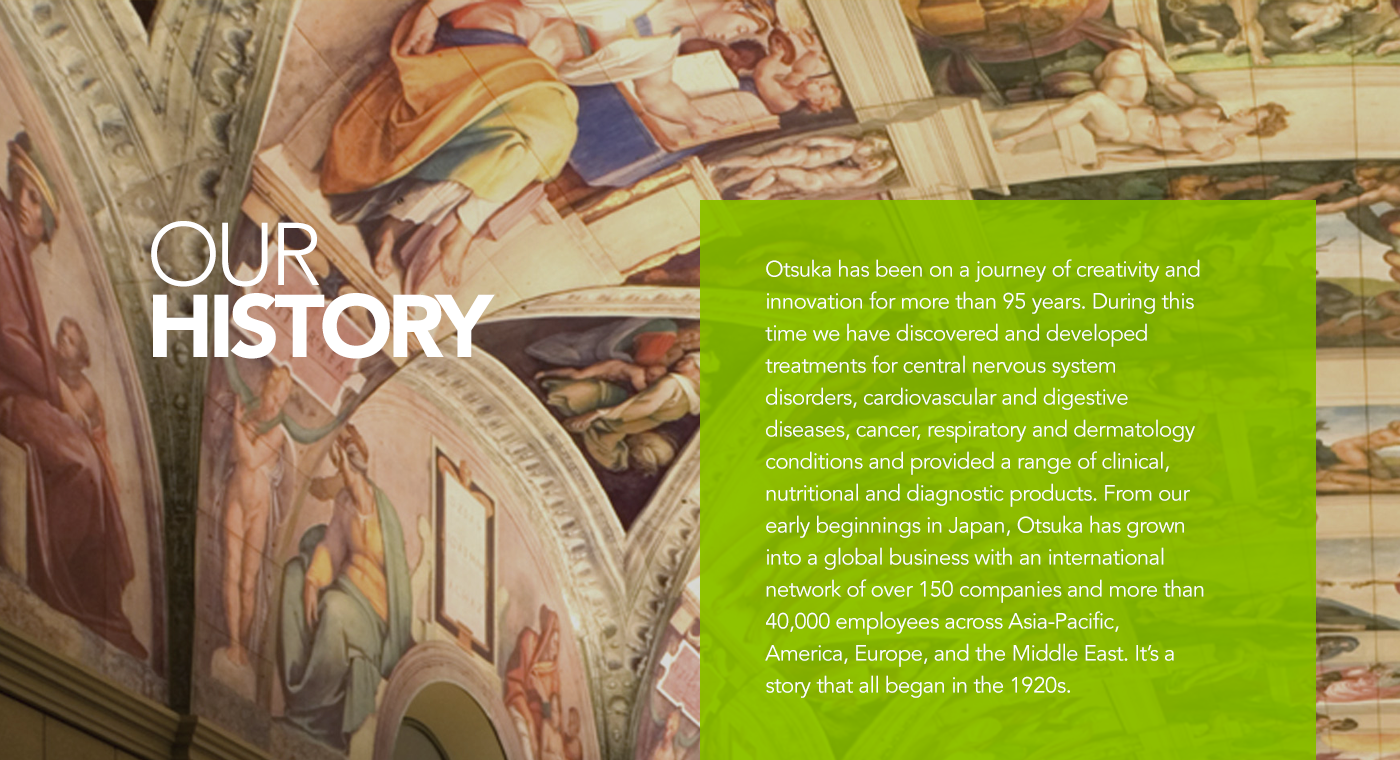 OUR
HISTORY
Otsuka has been on a journey of creativity and
innovation for more than 95 years. During this
time we have discovered and developed
treatments for central nervous system
disorders, cardiovascular and digestive
diseases, cancer, respiratory and dermatology
conditions and provided a range of clinical,
nutritional and diagnostic products. From our
early beginnings in Japan, Otsuka has grown
into a global business with an international
network of over 150 companies and more than
40,000 employees across Asia-Pacific,
America, Europe, and the Middle East. It’s a
story that all began in the 1920s.